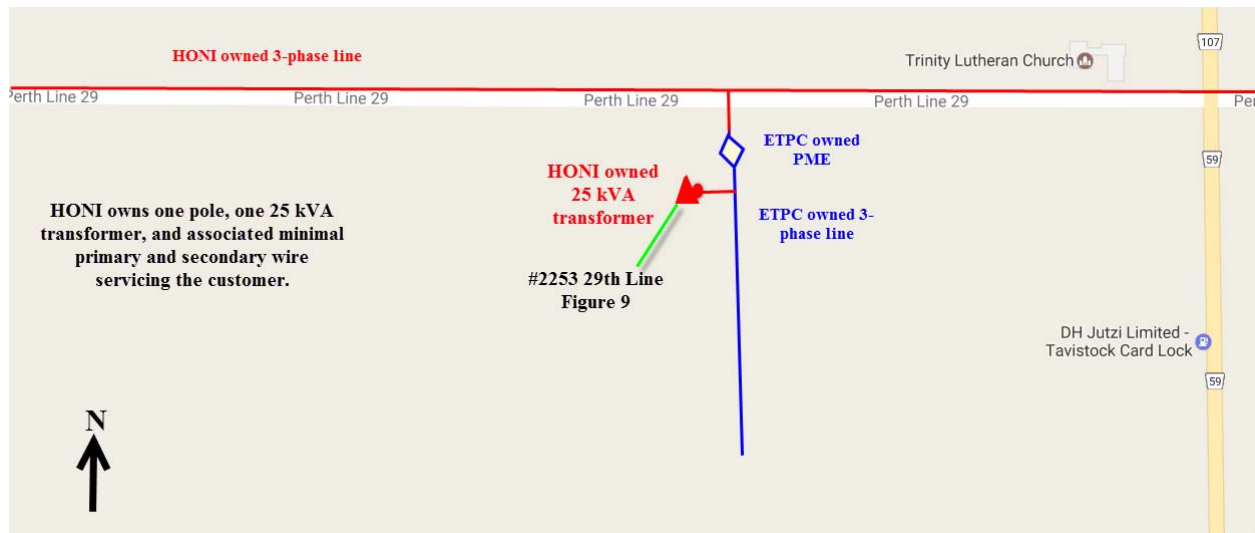 HONI owned 3-phase line
Trinity Lutheran Church
107
Perth Line 29
Perth Line 29
Perth Line 29
Perth Line 29
Per
ETPC owned
PME
59
HONI owned
25 kVA
transformer
HONI owns one pole, one 25 kVA
transformer, and associated minimal
primary and secondary wire
servicing the customer.
ETPC owned 3-
phase line
#2253 29th Line
Figure 9
DH Jutzi Limited -
Tavistock Card Lock
59
N